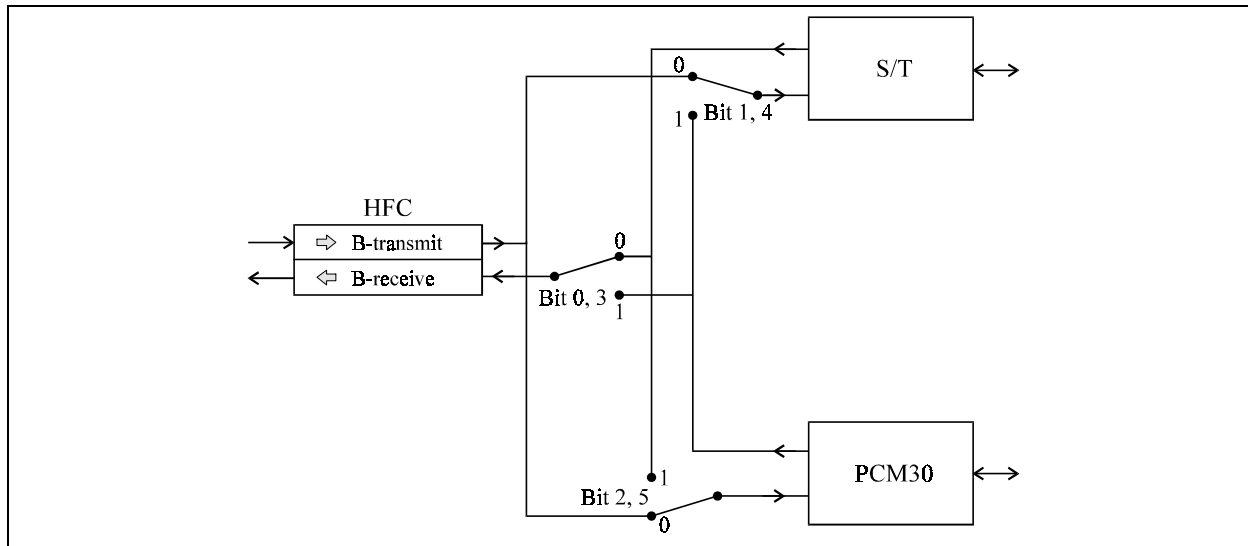 S/T
0
Bit 1, 4
1
HFC
B-transmit
B-receive
0
Bit 0, 3
1
1
Bit 2, 5
0
PCM30